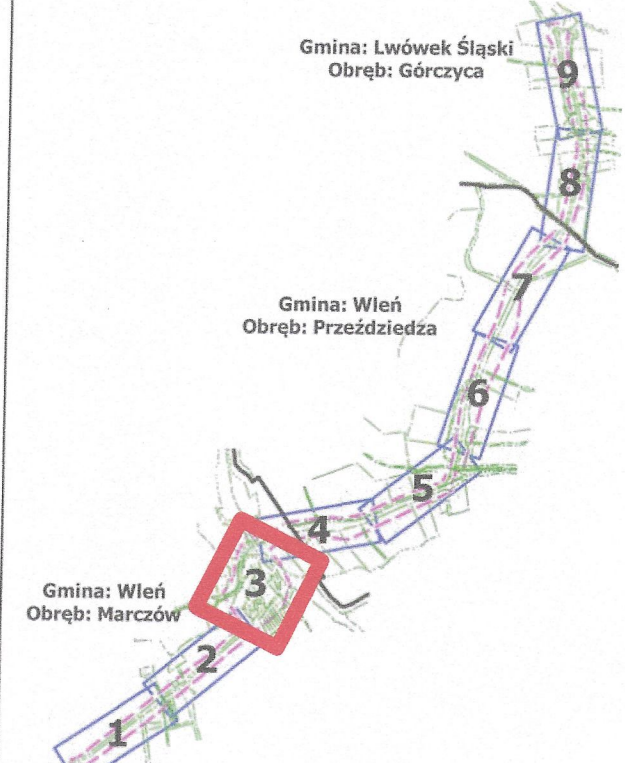 Gmina: Lwówek Śląski
Obręb: Górczyca
9
8
7
Gmina: Wleń
Obręb: Przeździedza
6
5
4
3
Gmina: Wleń
Obręb: Marczów
2
1